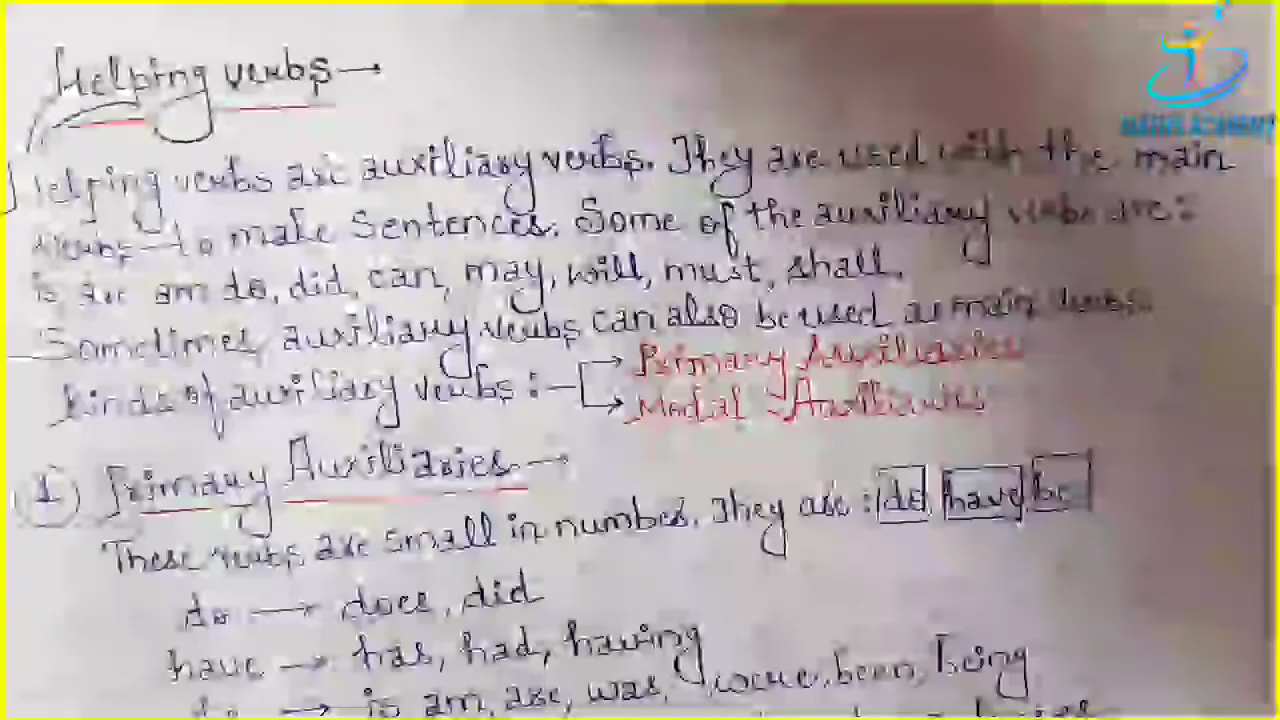 Helping verbs →
Helping verbs are auxiliary verbs. They are used with the main
verbs to make sentences. Some of the auxiliary verbs are:
is are am do, did, can, may, will, must, shall.
Sometimes auxiliary verbs can also be used as main verbs.
Kinds of auxiliary verbs :- → Primary Auxiliaries
→ Modal Auxiliaries
1 Primary Auxiliaries →
These verbs are small in number. They are : do have be
do → does, did
have → has, had, having
→ is am, are, was, were, been, being
ACADEMY